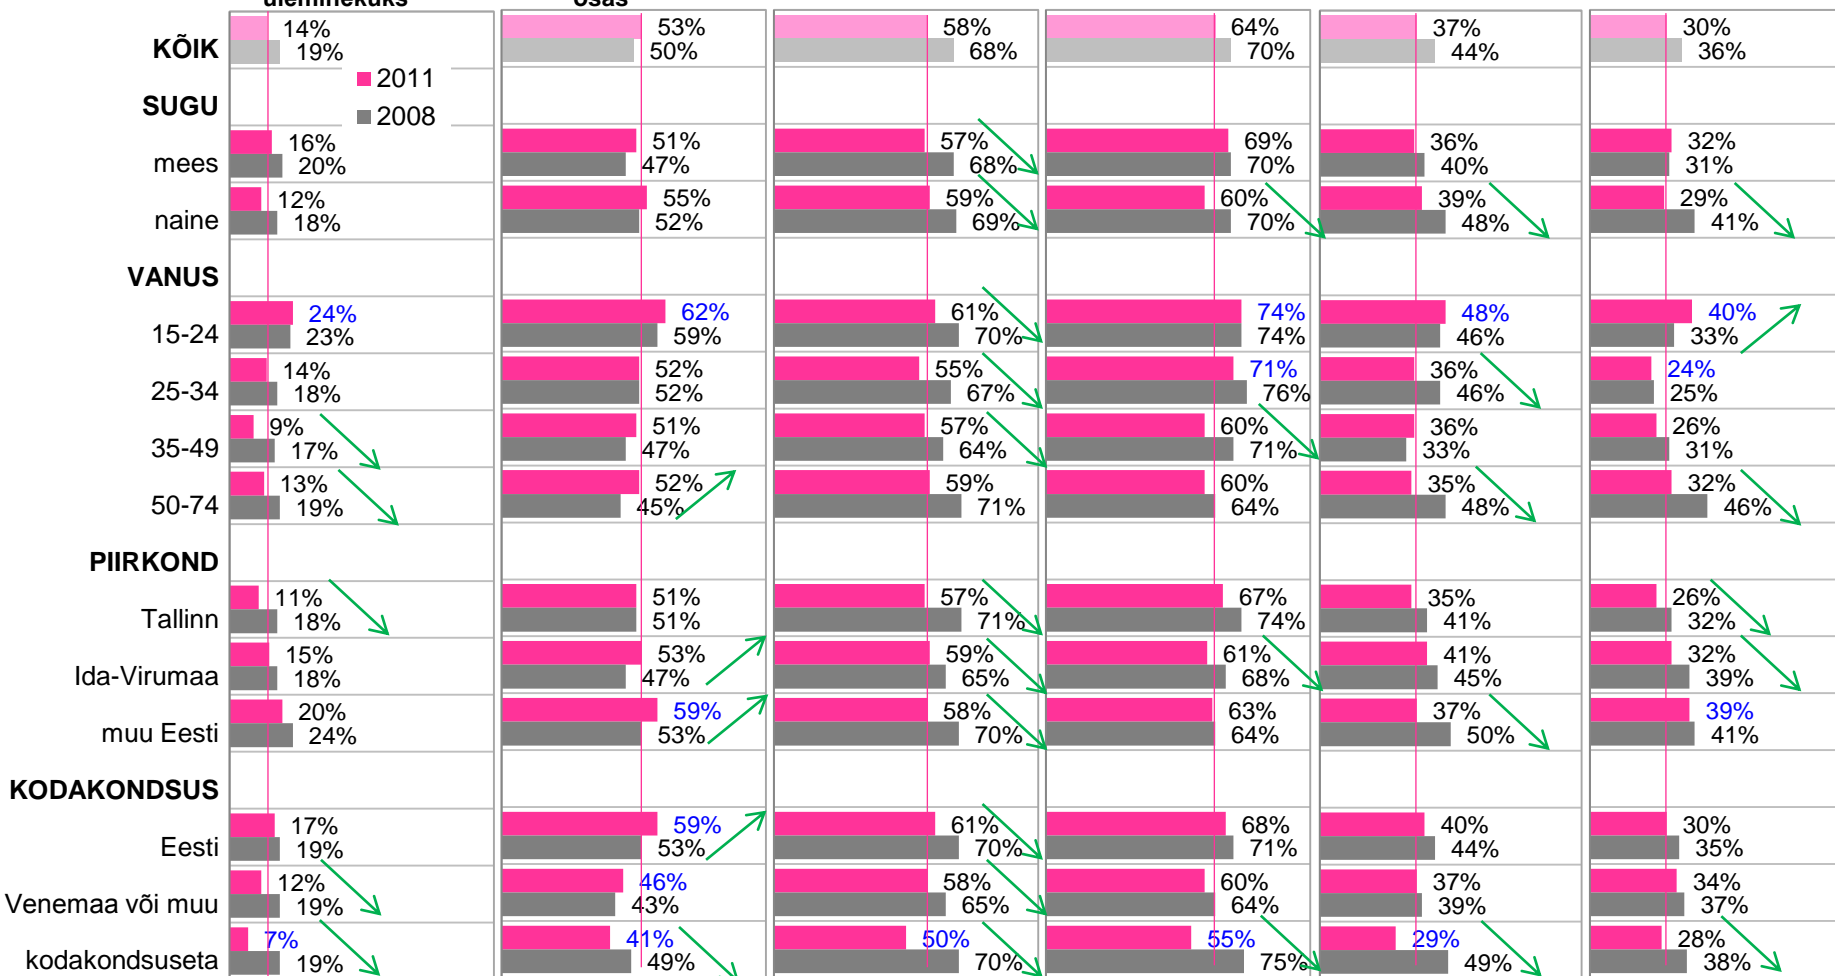 üleminekuks osas
14% 53% 58% 64% 37% 30%
KÕIK 19% 50% 68% 70% 44% 36%
2011
SUGU
2008
16% 51% 57% 69% 36% 32%
mees 20% 47% 68% 70% 40% 31%
12% 55% 59% 60% 39% 29%
naine 18% 52% 69% 70% 48% 41%
VANUS
24% 62% 61% 74% 48% 40%
15-24 23% 59% 70% 74% 46% 33%
14% 52% 55% 71% 36% 24%
25-34 18% 52% 67% 76% 46% 25%
9% 51% 57% 60% 36% 26%
35-49 17% 47% 64% 71% 33% 31%
13% 52% 59% 60% 35% 32%
50-74 19% 45% 71% 64% 48% 46%
PIIRKOND
11% 51% 57% 67% 35% 26%
Tallinn 18% 51% 71% 74% 41% 32%
15% 53% 59% 61% 41% 32%
Ida-Virumaa 18% 47% 65% 68% 45% 39%
20% 59% 58% 63% 37% 39%
muu Eesti 24% 53% 70% 64% 50% 41%
KODAKONDSUS
17% 59% 61% 68% 40% 30%
Eesti 19% 53% 70% 71% 44% 35%
12% 46% 58% 60% 37% 34%
Venemaa või muu 19% 43% 65% 64% 39% 37%
7% 41% 50% 55% 29% 28%
kodakondsuseta 19% 49% 70% 75% 49% 38%